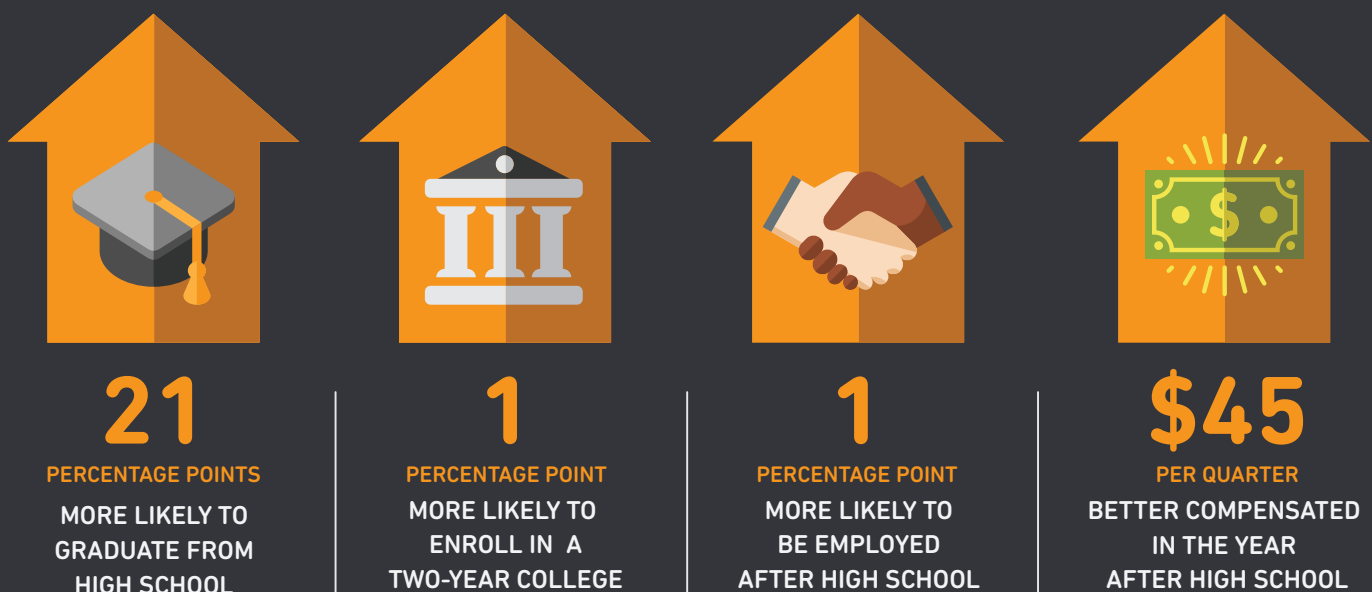 21
PERCENTAGE POINTS
MORE LIKELY TO
GRADUATE FROM
HIGH SCHOOL
1
PERCENTAGE POINT
MORE LIKELY TO
ENROLL IN A
TWO-YEAR COLLEGE
1
PERCENTAGE POINT
MORE LIKELY TO
BE EMPLOYED
AFTER HIGH SCHOOL
$
$45
PER QUARTER
BETTER COMPENSATED
IN THE YEAR
AFTER HIGH SCHOOL